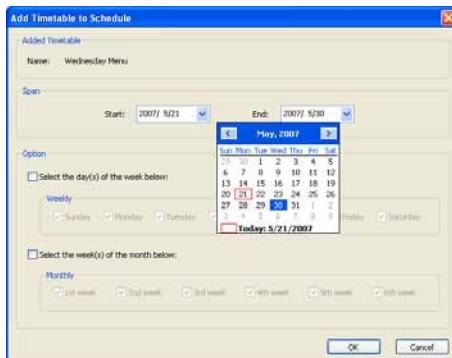 Add Timetable to Schedule
Added Timetable
Name: Wednesday Menu
Span
Start: 2007/ 5/21 End: 2007/ 5/30
May, 2007
Sun Mon Tue Wed Thu Fri Sat
29 30 1 2 3 4 5
6 7 8 9 10 11 12
13 14 15 16 17 18 19
20 21 22 23 24 25 26
27 28 29 30 31 1 2
3 4 5 6 7 8 9
Today: 5/21/2007
Option
Select the day(s) of the week below:
Weekly
Sunday Monday Tuesday Friday Saturday
Select the week(s) of the month below:
Monthly
1st week 2nd week 3rd week 4th week 5th week 6th week
OK Cancel